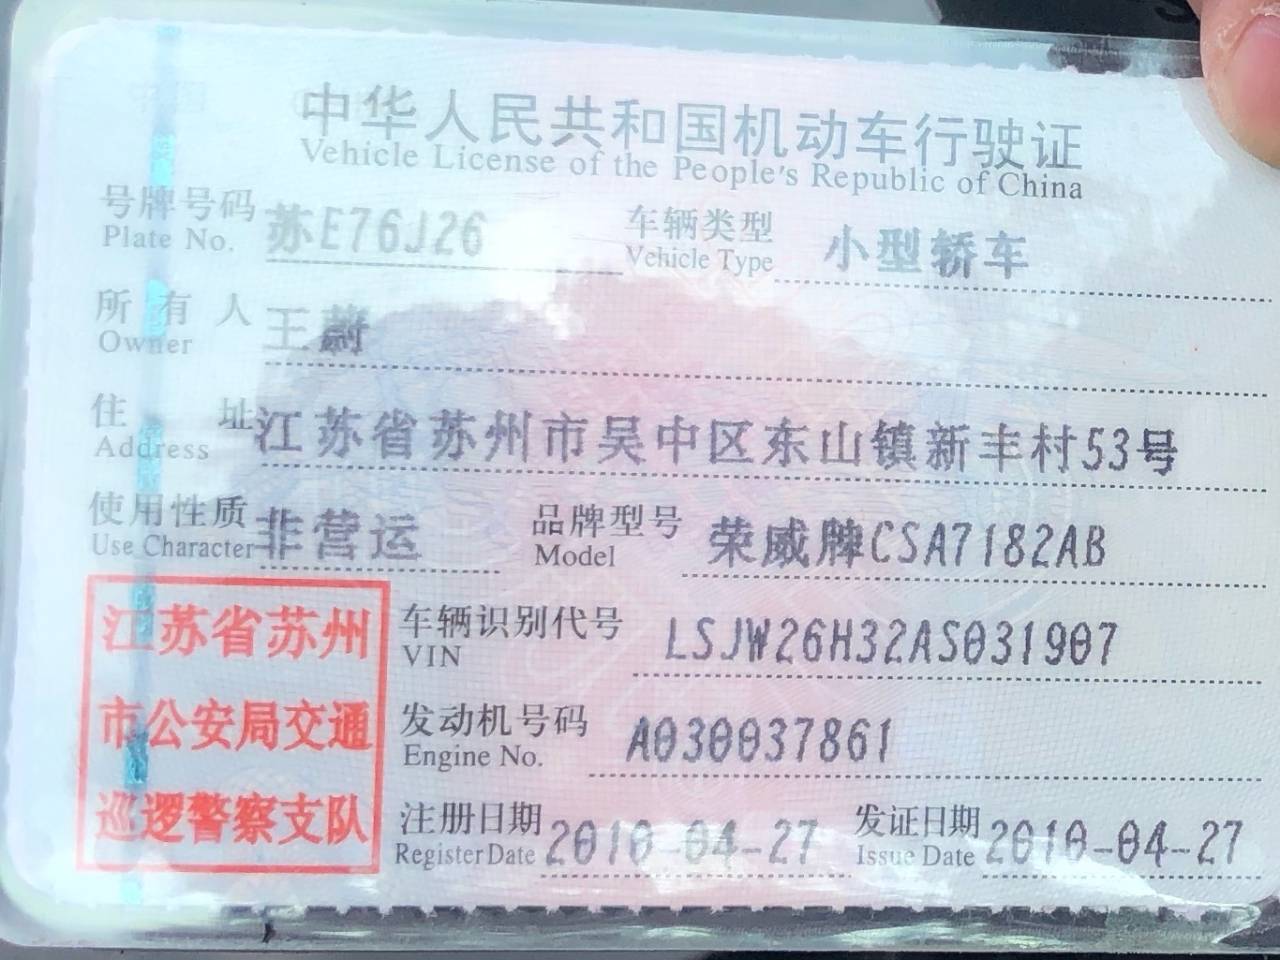 中华人民共和国机动车行驶证
Vehicle License of the People's Republic of China
号牌号码 苏E76J26 车辆类型 小型轿车
Plate No. Vehicle Type
所有人 王蔚
Owner
住址 江苏省苏州市吴中区东山镇新丰村53号
Address
使用性质 非营运 品牌型号 荣威牌CSA7182AB
Use Character Model
江苏省苏州
市公安局交通
巡逻警察支队
车辆识别代号 LSJW26H32AS031907
VIN
发动机号码 A030037861
Engine No.
注册日期 2010-04-27 发证日期 2010-04-27
Register Date Issue Date